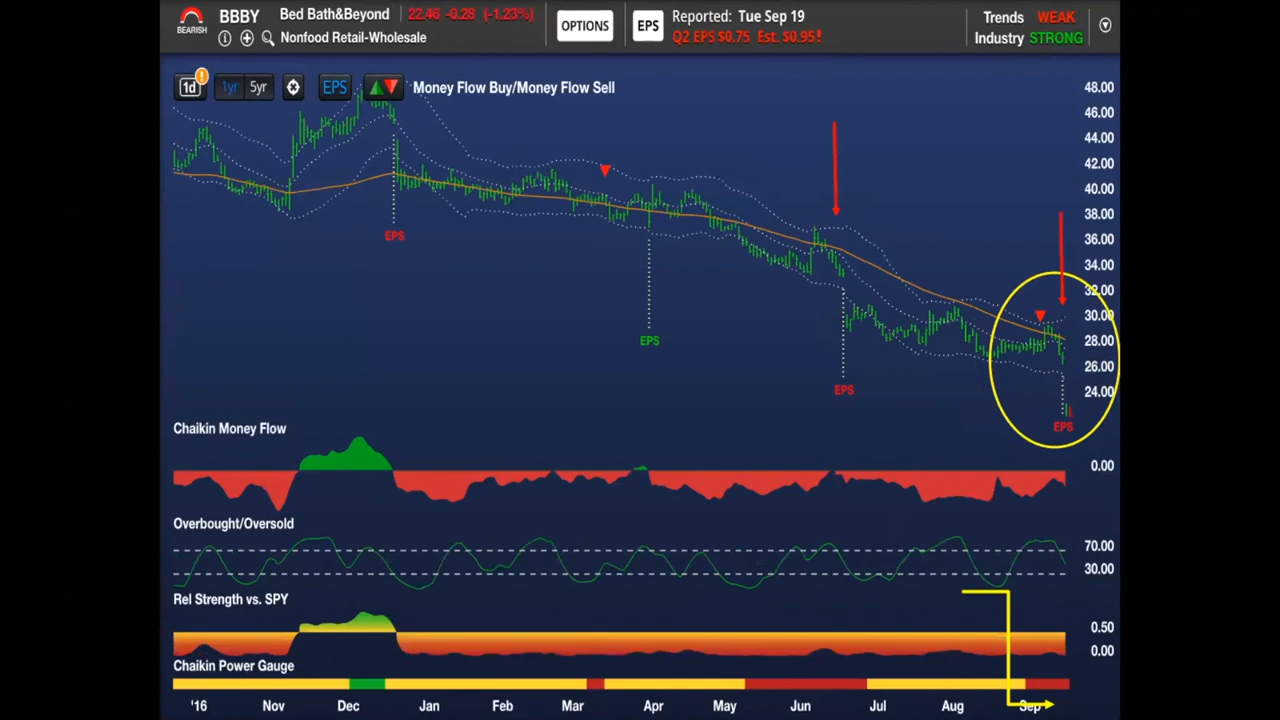 BEARISH
BBBY
Bed Bath&Beyond
22.46 -0.28 (-1.23%)
Nonfood Retail-Wholesale
OPTIONS
EPS
Reported: Tue Sep 19
Q2 EPS $0.75 Est. $0.95!
Trends WEAK
Industry STRONG
1d
1yr
5yr
EPS
Money Flow Buy/Money Flow Sell
48.00
46.00
44.00
42.00
40.00
38.00
36.00
34.00
32.00
30.00
28.00
26.00
24.00
EPS
EPS
EPS
EPS
Chaikin Money Flow
0.00
Overbought/Oversold
70.00
30.00
Rel Strength vs. SPY
0.50
0.00
Chaikin Power Gauge
'16 Nov Dec Jan Feb Mar Apr May Jun Jul Aug Sep